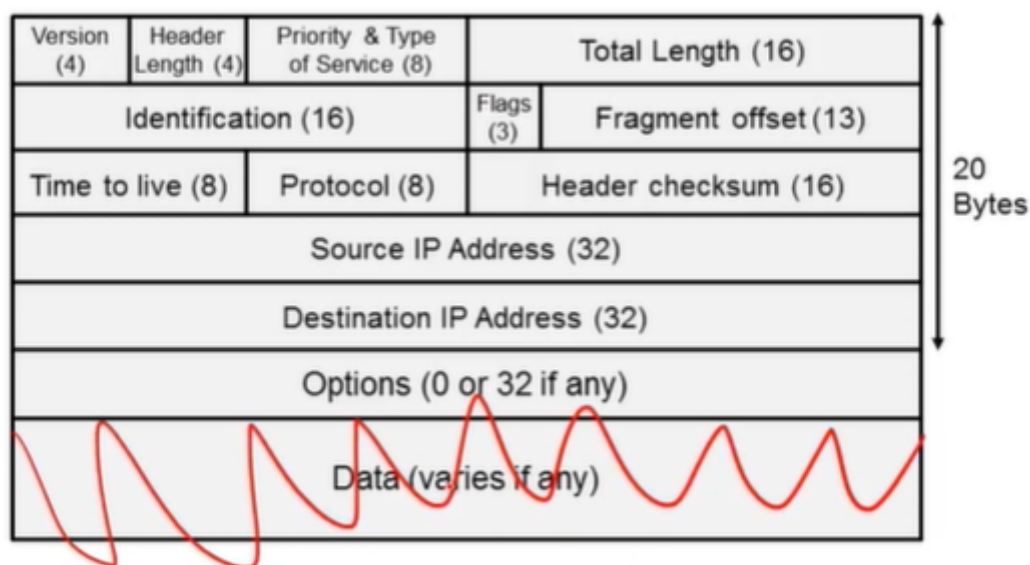 Version
(4)
Header
Length (4)
Priority & Type
of Service (8)
Total Length (16)
Identification (16)
Flags
(3)
Fragment offset (13)
Time to live (8)
Protocol (8)
Header checksum (16)
20
Bytes
Source IP Address (32)
Destination IP Address (32)
Options (0 or 32 if any)
Data (varies if any)